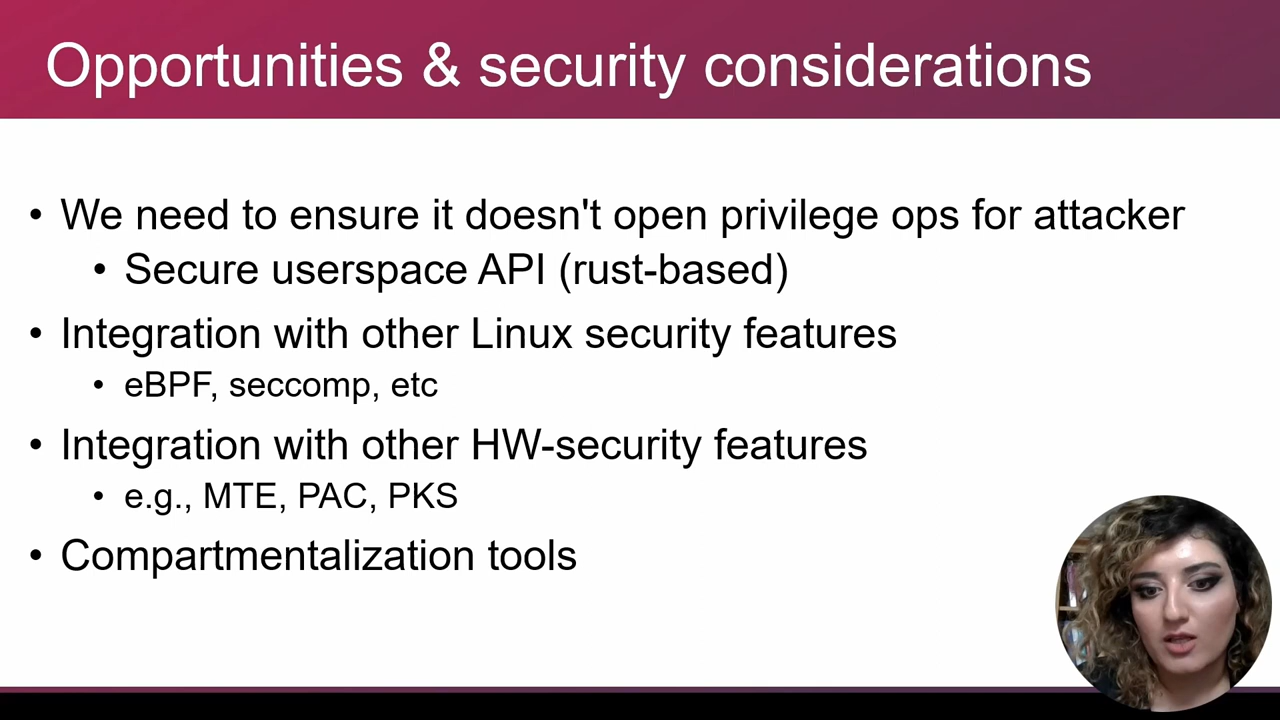 Opportunities & security considerations
• We need to ensure it doesn't open privilege ops for attacker
• Secure userspace API (rust-based)
• Integration with other Linux security features
• eBPF, seccomp, etc
• Integration with other HW-security features
• e.g., MTE, PAC, PKS
• Compartmentalization tools